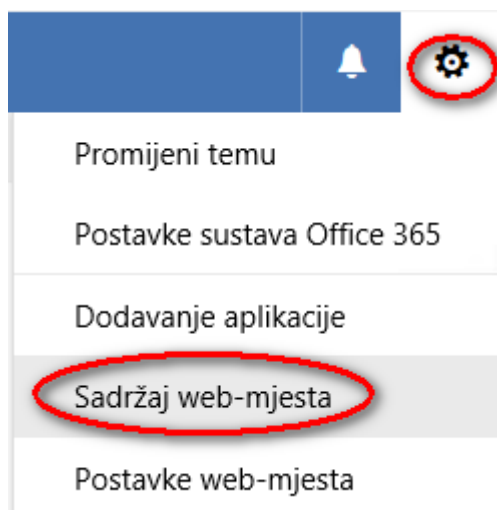 Promijeni temu
Postavke sustava Office 365
Dodavanje aplikacije
Sadržaj web-mjesta
Postavke web-mjesta